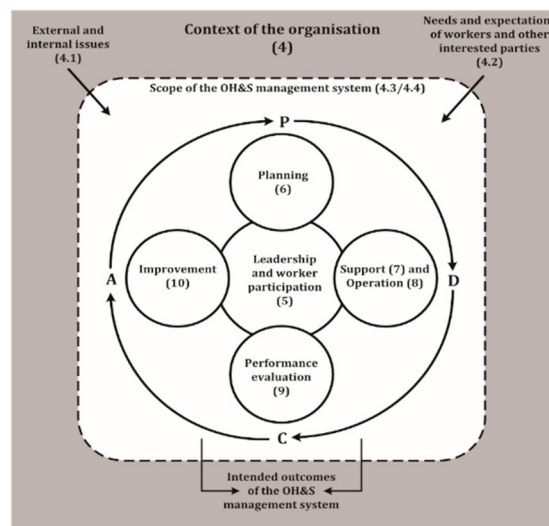 Context of the organisation
(4)
External and
internal issues
(4.1)
Needs and expectation
of workers and other
interested parties
(4.2)
Scope of the OH&S management system (4.3/4.4)
P
Planning
(6)
A
Improvement
(10)
Leadership
and worker
participation
(5)
Support (7) and
Operation (8)
D
Performance
evaluation
(9)
C
Intended outcomes
of the OH&S
management system